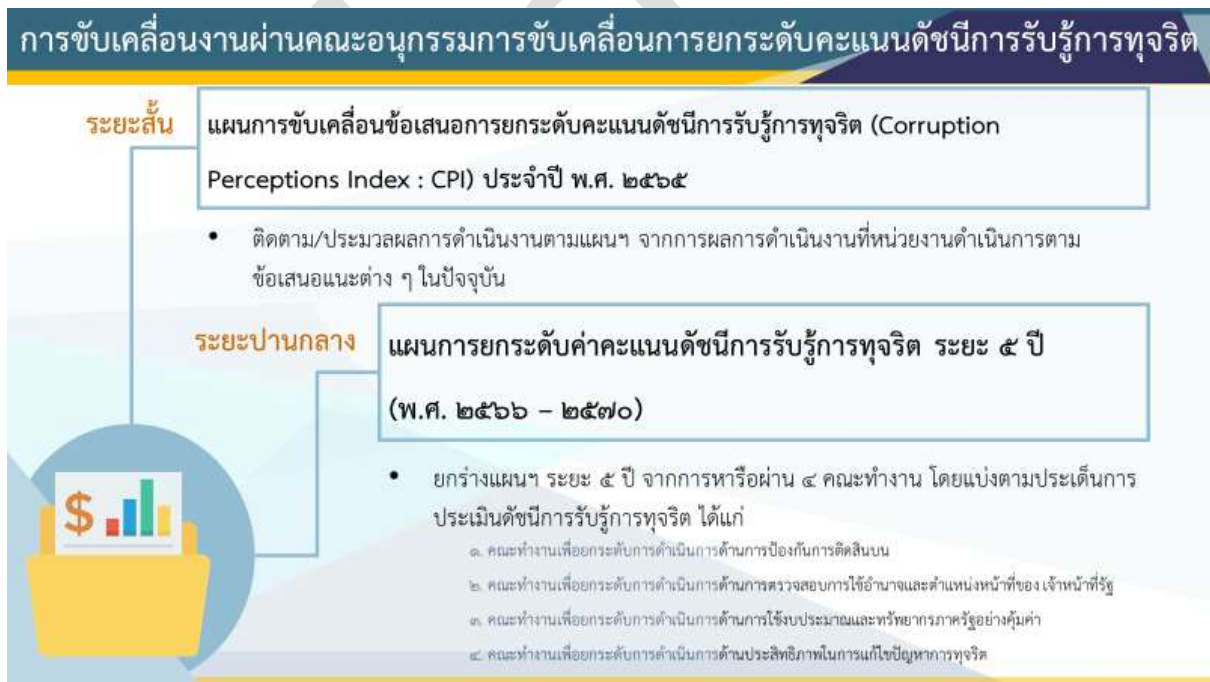 การขับเคลื่อนงานผ่านคณะอนุกรรมการขับเคลื่อนการยกระดับคะแนนดัชนีการรับรู้การทุจริต
ระยะสั้น
แผนการขับเคลื่อนข้อเสนอการยกระดับคะแนนดัชนีการรับรู้การทุจริต (Corruption
Perceptions Index : CPI) ประจำปี พ.ศ. ๒๕๖๕
• ติดตาม/ประมวลผลการดำเนินงานตามแผนฯ จากการผลการดำเนินงานที่หน่วยงานดำเนินการตาม
ข้อเสนอแนะต่าง ๆ ในปัจจุบัน
ระยะปานกลาง
แผนการยกระดับค่าคะแนนดัชนีการรับรู้การทุจริต ระยะ ๕ ปี
(พ.ศ. ๒๕๖๖ – ๒๕๗๐)
• ยกร่างแผนฯ ระยะ ๕ ปี จากการหารือผ่าน ๔ คณะทำงาน โดยแบ่งตามประเด็นการ
ประเมินดัชนีการรับรู้การทุจริต ได้แก่
๑. คณะทำงานเพื่อยกระดับการดำเนินการด้านการป้องกันการติดสินบน
๒. คณะทำงานเพื่อยกระดับการดำเนินการด้านการตรวจสอบการใช้อำนาจและตำแหน่งหน้าที่ของ เจ้าหน้าที่รัฐ
๓. คณะทำงานเพื่อยกระดับการดำเนินการด้านการใช้งบประมาณและทรัพยากรภาครัฐอย่างคุ้มค่า
๔. คณะทำงานเพื่อยกระดับการดำเนินการด้านประสิทธิภาพในการแก้ไขปัญหาการทุจริต
$